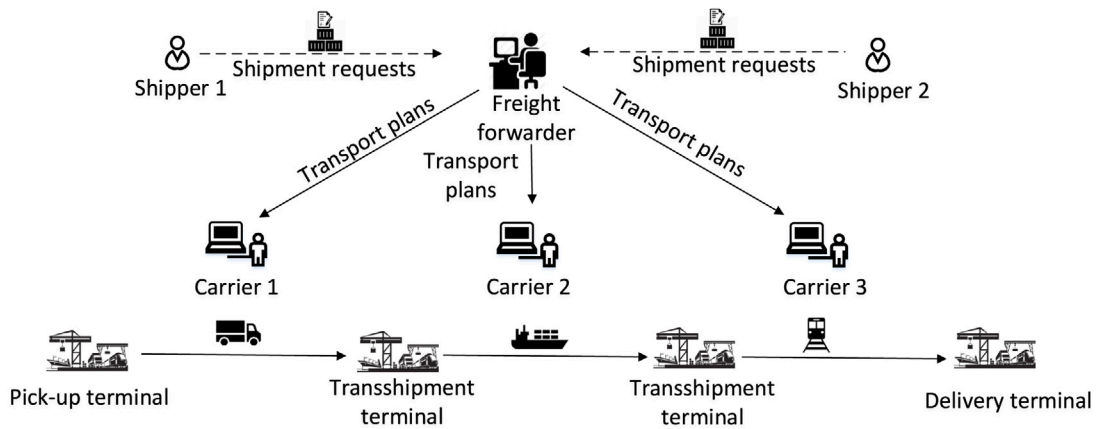 Shipment requests
Shipment requests
Shipper 1
Shipper 2
Freight
forwarder
Transport plans
Transport
plans
Transport plans
Carrier 1
Carrier 2
Carrier 3
Pick-up terminal
Transshipment
terminal
Transshipment
terminal
Delivery terminal